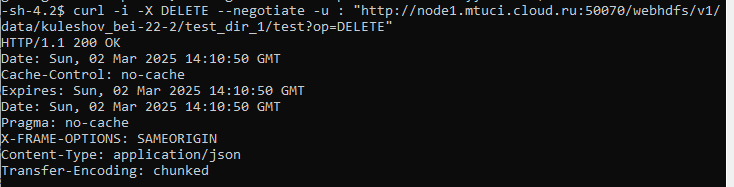 -sh-4.2$ curl -i -X DELETE --negotiate -u : "http://node1.mtuci.cloud.ru:50070/webhdfs/v1/
data/kuleshov_bei-22-2/test_dir_1/test?op=DELETE"
HTTP/1.1 200 OK
Date: Sun, 02 Mar 2025 14:10:50 GMT
Cache-Control: no-cache
Expires: Sun, 02 Mar 2025 14:10:50 GMT
Date: Sun, 02 Mar 2025 14:10:50 GMT
Pragma: no-cache
X-FRAME-OPTIONS: SAMEORIGIN
Content-Type: application/json
Transfer-Encoding: chunked